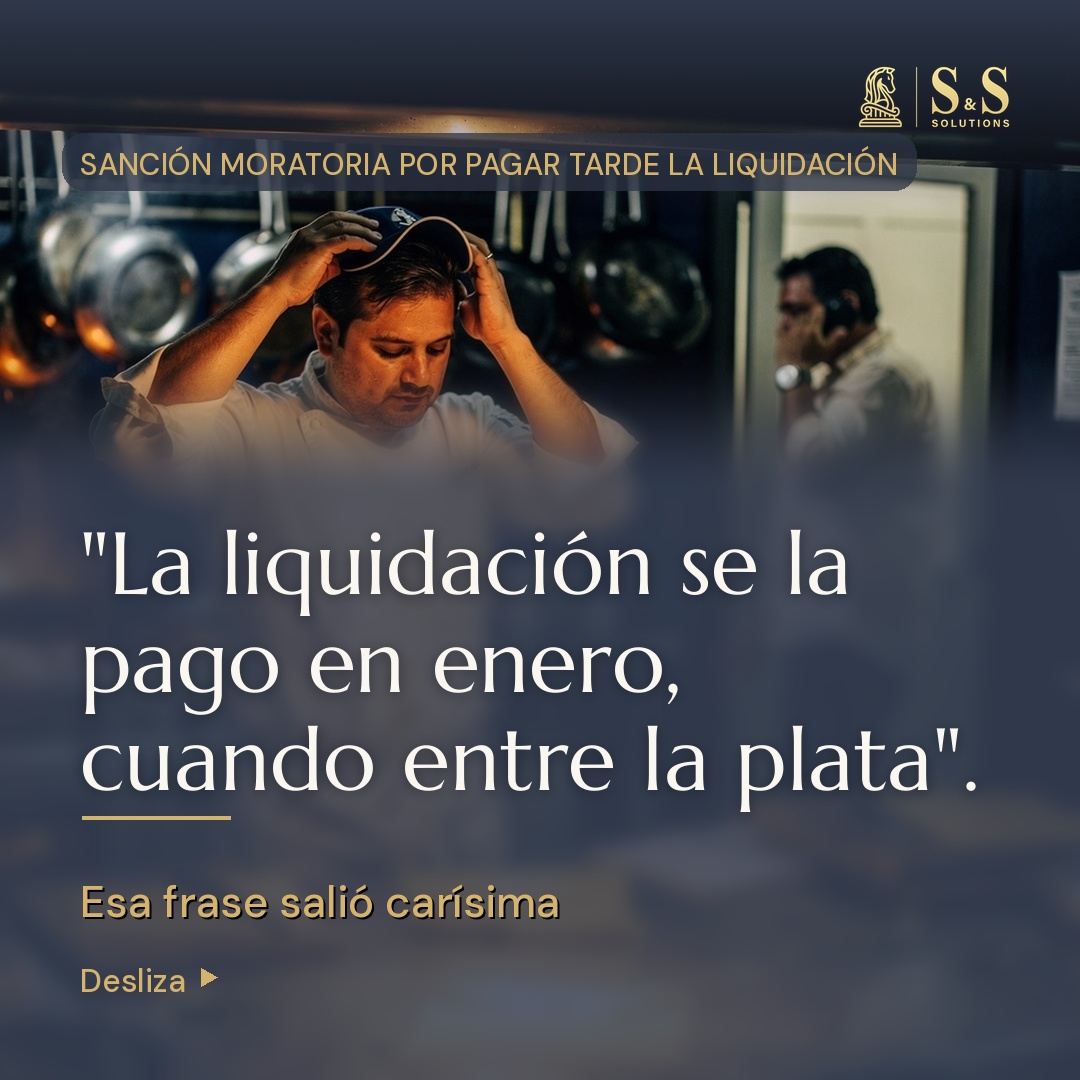 S&S
SOLUTIONS
SANCIÓN MORATORIA POR PAGAR TARDE LA LIQUIDACIÓN
"La liquidación se la
pago en enero,
cuando entre la plata".
Esa frase salió carísima
Desliza